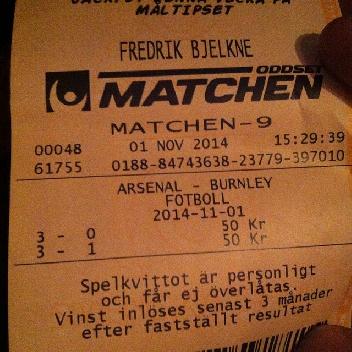 MÅLTIPSET
FREDRIK BJELKNE
ODDSET
MATCHEN
MATCHEN-9
00048 01 NOV 2014 15:29:39
61755 0188-84743638-23779-397010
ARSENAL - BURNLEY
FOTBOLL
2014-11-01
3 - 0 50 Kr
3 - 1 50 Kr
Spelkvittot är personligt
och får ej överlåtas.
Vinst inlöses senast 3 månader
efter fastställt resultat